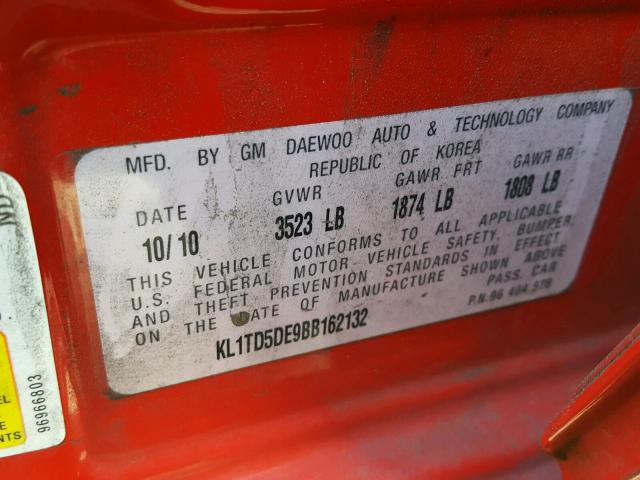 MFD. BY GM DAEWOO AUTO & TECHNOLOGY COMPANY
REPUBLIC OF KOREA
DATE GVWR GAWR FRT GAWR RR
10/10 3523 LB 1874 LB 1808 LB
THIS VEHICLE CONFORMS TO ALL APPLICABLE
U.S. FEDERAL MOTOR VEHICLE SAFETY, BUMPER,
AND THEFT PREVENTION STANDARDS IN EFFECT
ON THE DATE OF MANUFACTURE SHOWN ABOVE
PASS. CAR
KL1TD5DE9BB162132
P.N.96 404 578
96966803